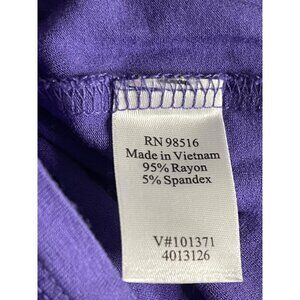 RN 98516
Made in Vietnam
95% Rayon
5% Spandex
V#101371
4013126